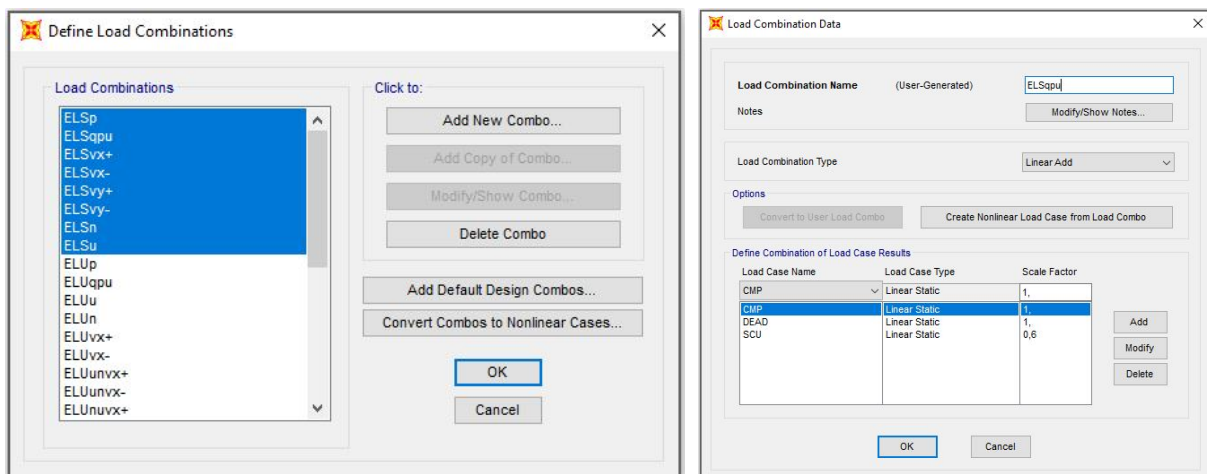 Define Load Combinations
Load Combinations
ELSp
ELSqpu
ELSvx+
ELSvx-
ELSvy+
ELSvy-
ELSn
ELSu
ELUp
ELUqpu
ELUu
ELUn
ELUvx+
ELUvx-
ELUunvx+
ELUunvx-
ELUnuvx+
Click to:
Add New Combo...
Add Copy of Combo...
Modify/Show Combo...
Delete Combo
Add Default Design Combos...
Convert Combos to Nonlinear Cases...
OK
Cancel
Load Combination Data
Load Combination Name (User-Generated) ELSqpu
Notes Modify/Show Notes...
Load Combination Type Linear Add
Options
Convert to User Load Combo Create Nonlinear Load Case from Load Combo
Define Combination of Load Case Results
Load Case Name Load Case Type Scale Factor
CMP Linear Static 1,
CMP Linear Static 1,
DEAD Linear Static 1,
SCU Linear Static 0,6
Add
Modify
Delete
OK Cancel